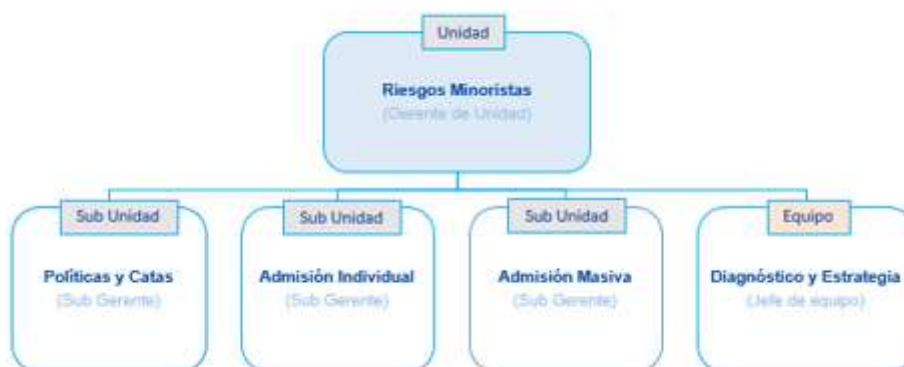 Unidad
Riesgos Minoristas
(Gerente de Unidad)
Sub Unidad
Sub Unidad
Sub Unidad
Equipo
Políticas y Catas
(Sub Gerente)
Admisión Individual
(Sub Gerente)
Admisión Masiva
(Sub Gerente)
Diagnóstico y Estrategia
(Jefe de equipo)